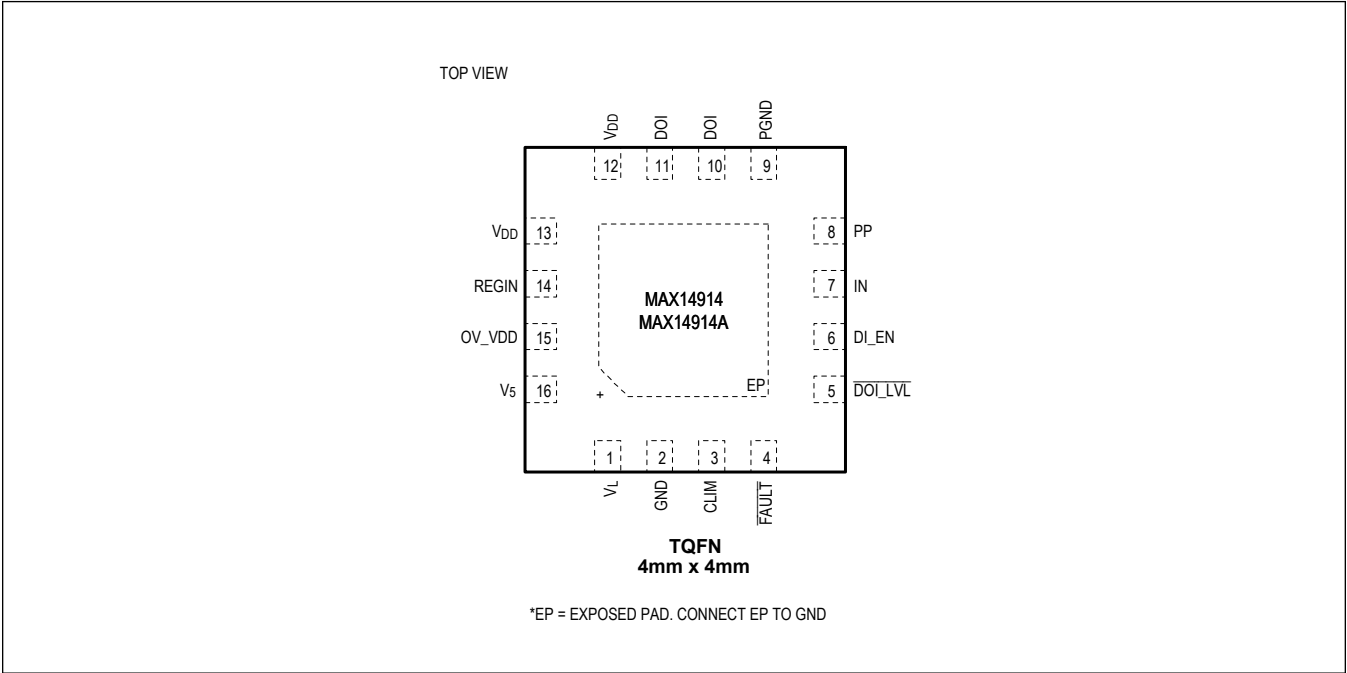 TOP VIEW
VDD DOI DOI PGND
12 11 10 9
VDD 13 8 PP
REGIN 14 7 IN
MAX14914
MAX14914A
OV_VDD 15 6 DI_EN
V5 16 + EP 5 DOI_LVL
1 2 3 4
VL GND CLIM FAULT
TQFN
4mm x 4mm
*EP = EXPOSED PAD. CONNECT EP TO GND